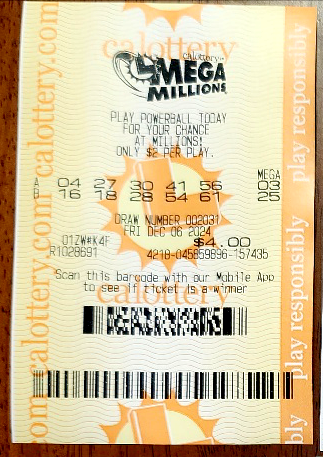 calottery
calottery
MEGA
MILLIONS
PLAY POWERBALL TODAY
FOR YOUR CHANCE
AT MILLIONS!
ONLY $2 PER PLAY.
MEGA
A 04 27 30 41 56 03
B 16 18 28 54 61 25
DRAW NUMBER 002031
FRI DEC 06 2024
01ZW*K4F $4.00
R1028691 4218-045859896-157435
Scan this barcode with our Mobile App
to see if ticket is a winner
calottery
com calottery.com calottery.com
play responsibly play responsibly play responsibly bly